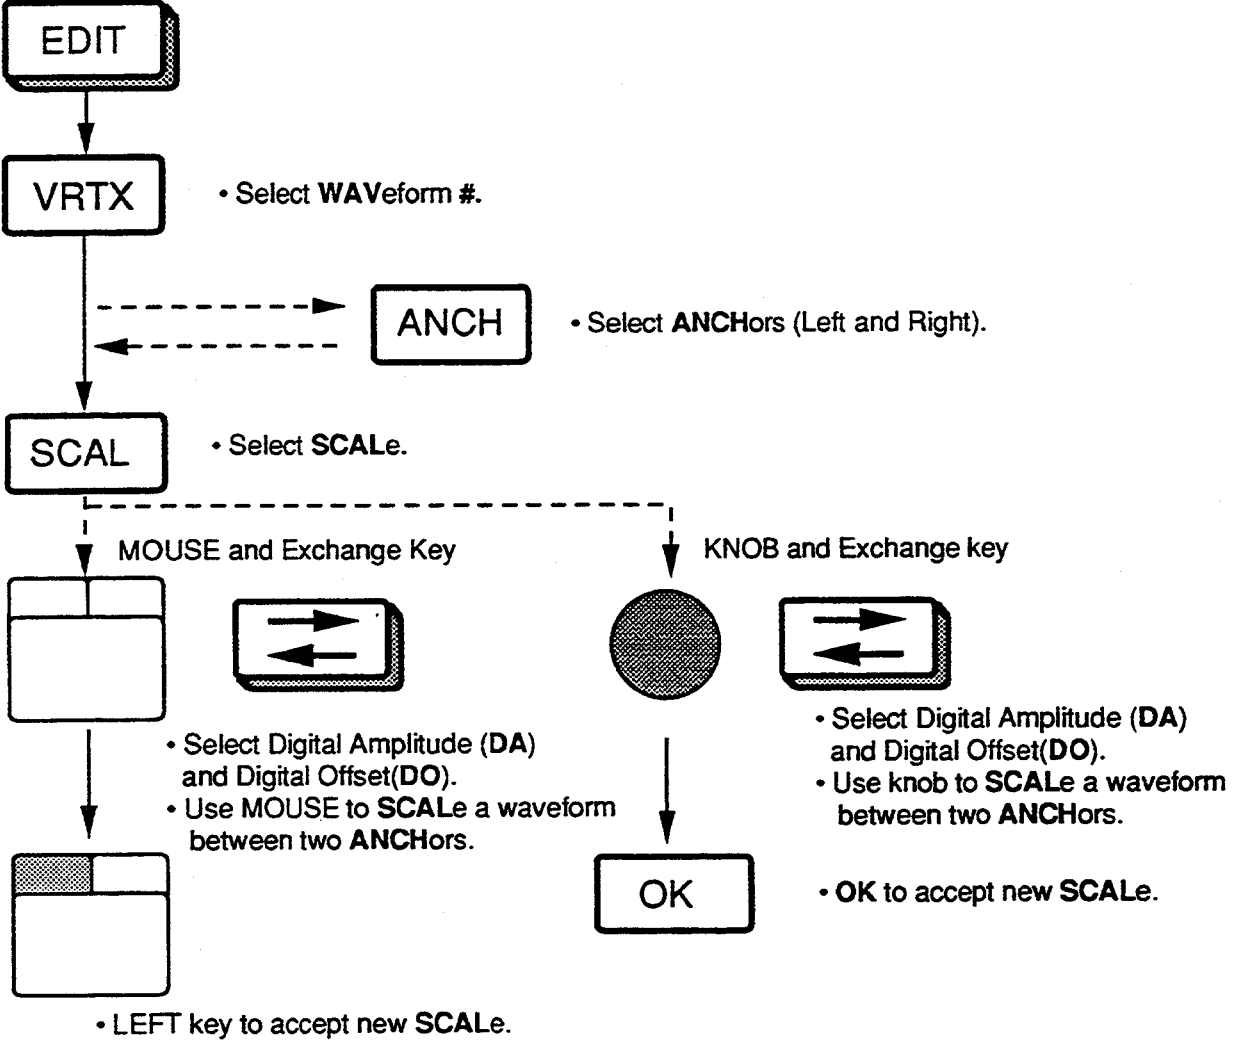 EDIT
VRTX
• Select WAVeform #.
ANCH
• Select ANCHors (Left and Right).
SCAL
• Select SCALe.
MOUSE and Exchange Key
KNOB and Exchange key
• Select Digital Amplitude (DA)
and Digital Offset(DO).
• Use MOUSE to SCALe a waveform
between two ANCHors.
• Select Digital Amplitude (DA)
and Digital Offset(DO).
• Use knob to SCALe a waveform
between two ANCHors.
OK
• OK to accept new SCALe.
• LEFT key to accept new SCALe.